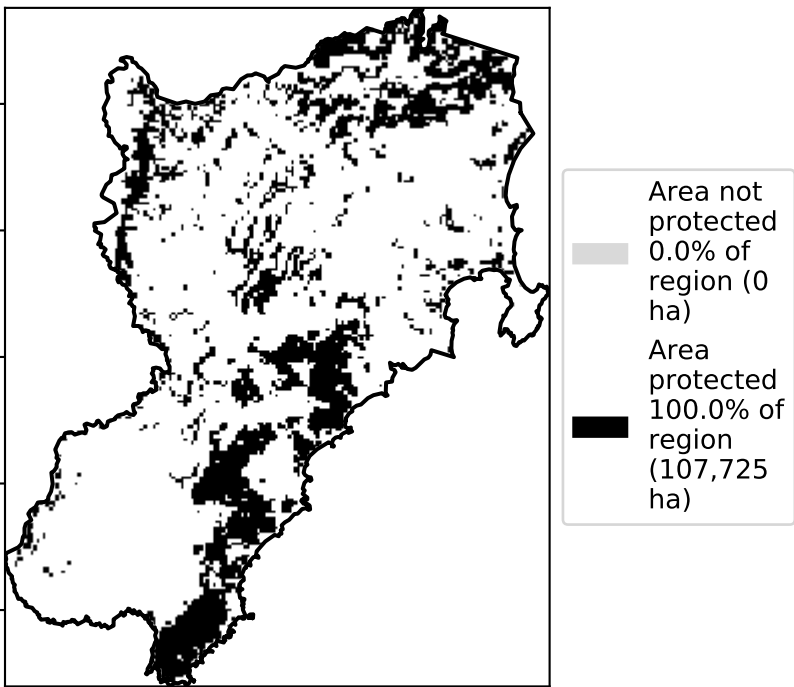 Area not
protected
0.0% of
region (0
ha)
Area
protected
100.0% of
region
(107,725
ha)